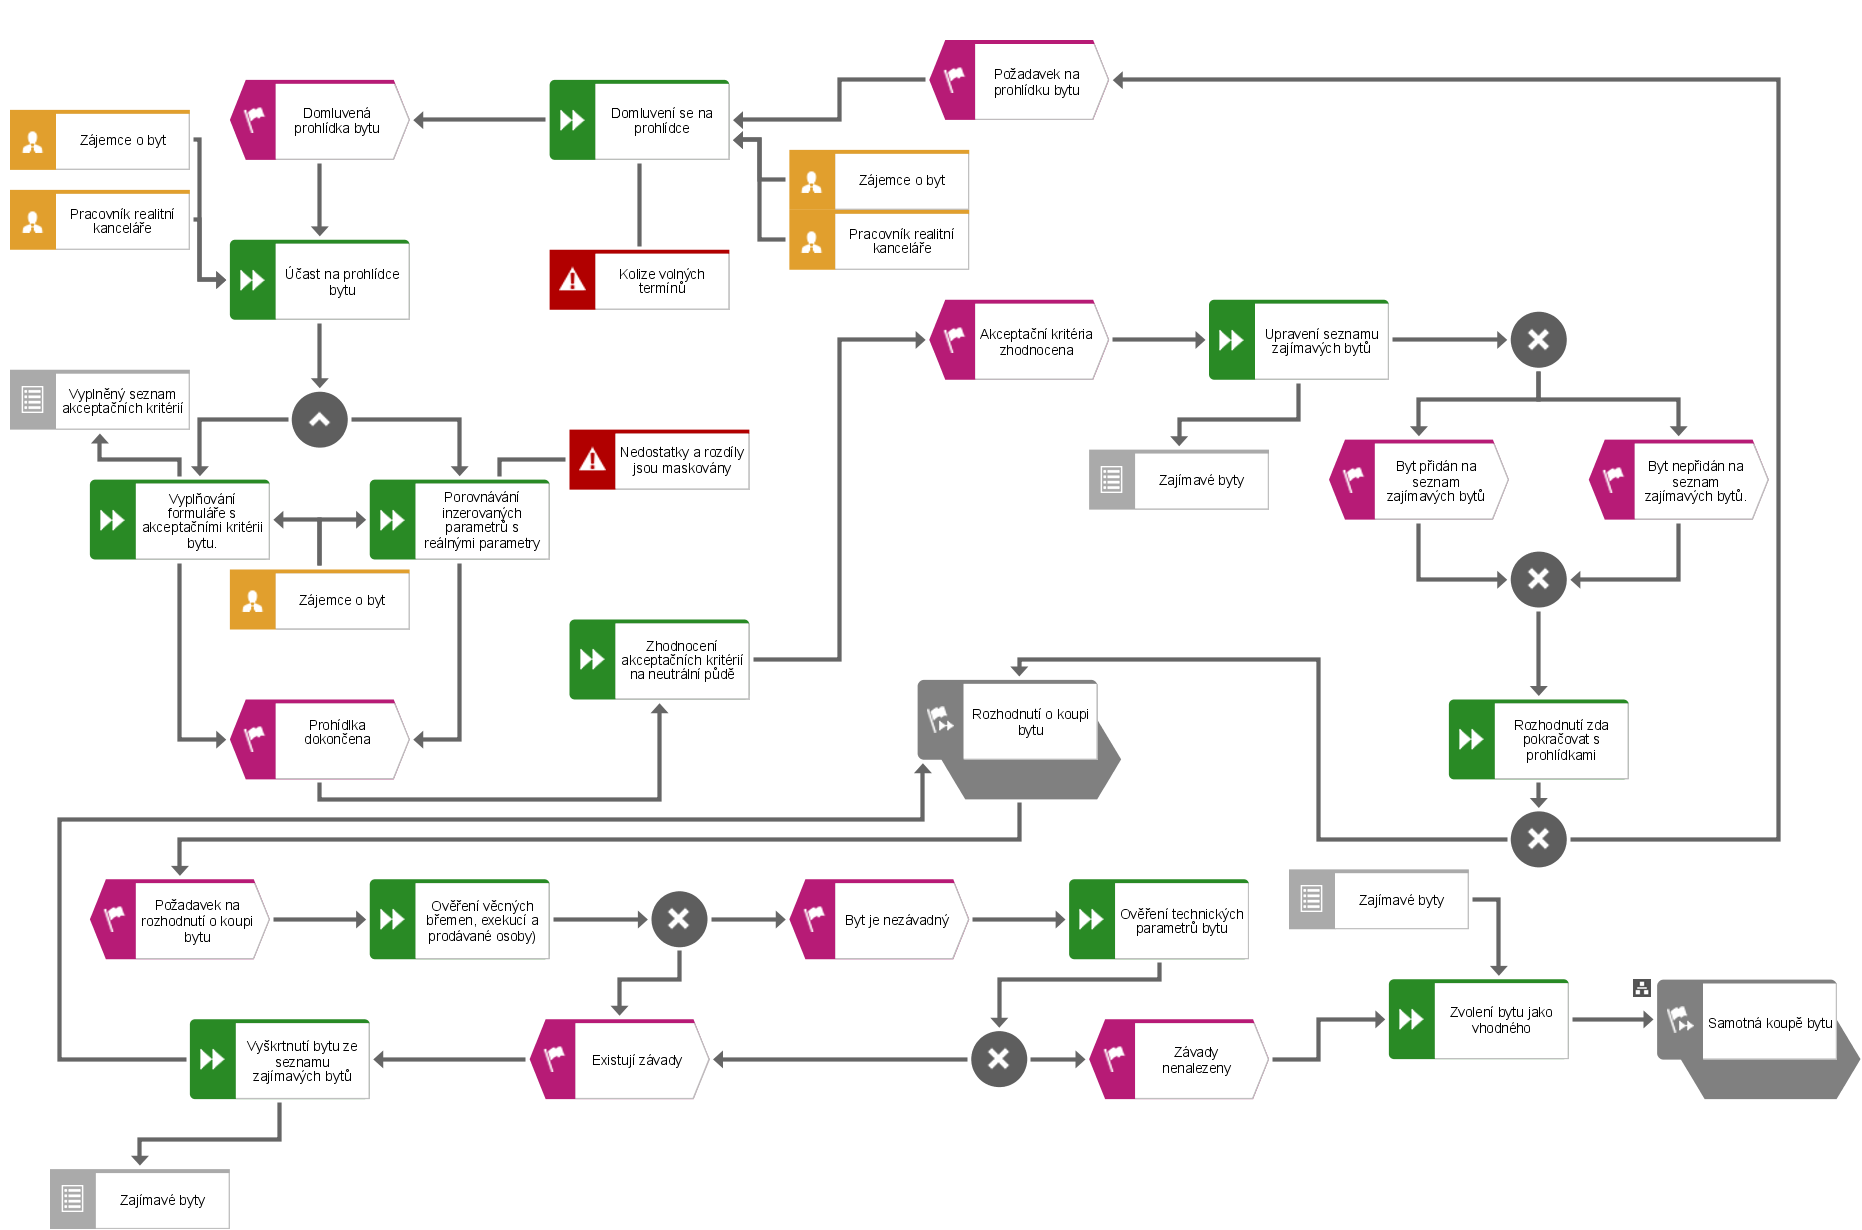 Požadavek na
prohlídku bytu
Domluvená
prohlídka bytu
Domluvení se na
prohlídce
Zájemce o byt
Pracovník realitní
kanceláře
Zájemce o byt
Pracovník realitní
kanceláře
Účast na prohlídce
bytu
Kolize volných
termínů
Akceptační kritéria
zhodnocena
Upravení seznamu
zajímavých bytů
Vyplněný seznam
akceptačních kritérií
Nedostatky a rozdíly
jsou maskovány
Zajímavé byty
Byt přidán na
seznam
zajímavých bytů
Byt nepřidán na
seznam
zajímavých bytů.
Vyplňování
formuláře s
akceptačními kritérii
bytu.
Porovnávání
inzerovaných
parametrů s
reálnými parametry
Zájemce o byt
Zhodnocení
akceptačních kritérií
na neutrální půdě
Prohídlka
dokončena
Rozhodnutí o koupi
bytu
Rozhodnutí zda
pokračovat s
prohlídkami
Požadavek na
rozhodnutí o koupi
bytu
Ověření věcných
břemen, exekucí a
prodávané osoby)
Byt je nezávadný
Ověření technických
parametrů bytu
Zajímavé byty
Vyškrtnutí bytu ze
seznamu
zajímavých bytů
Existují závady
Závady
nenalezeny
Zvolení bytu jako
vhodného
Samotná koupě bytu
Zajímavé byty